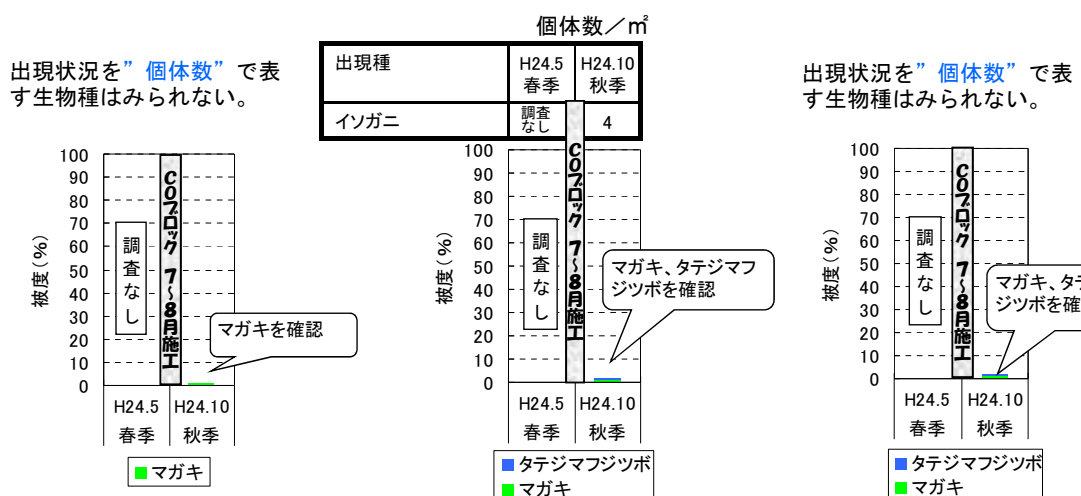 出現状況を”個体数”で表
す生物種はみられない。
被度(%)
100
90
80
70
60
50
40
30
20
10
0
調査なし
COブロック 7～8月施工
マガキを確認
H24.5
春季
H24.10
秋季
マガキ
個体数／㎡
出現種
H24.5
春季
H24.10
秋季
イソガニ
調査
なし
4
被度(%)
100
90
80
70
60
50
40
30
20
10
0
調査なし
COブロック 7～8月施工
マガキ、タテジマフ
ジツボを確認
H24.5
春季
H24.10
秋季
タテジマフジツボ
マガキ
出現状況を”個体数”で表
す生物種はみられない。
被度(%)
100
90
80
70
60
50
40
30
20
10
0
調査なし
COブロック 7～8月施工
マガキ、タテ
ジツボを確
H24.5
春季
H24.10
秋季
タテジマフジツボ
マガキ